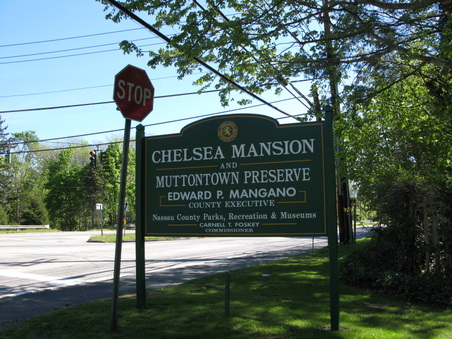 STOP
CHELSEA MANSION
AND
MUTTONTOWN PRESERVE
EDWARD P. MANGANO
COUNTY EXECUTIVE
Nassau County Parks, Recreation & Museums
CARNELL T. FOSKEY
COMMISSIONER